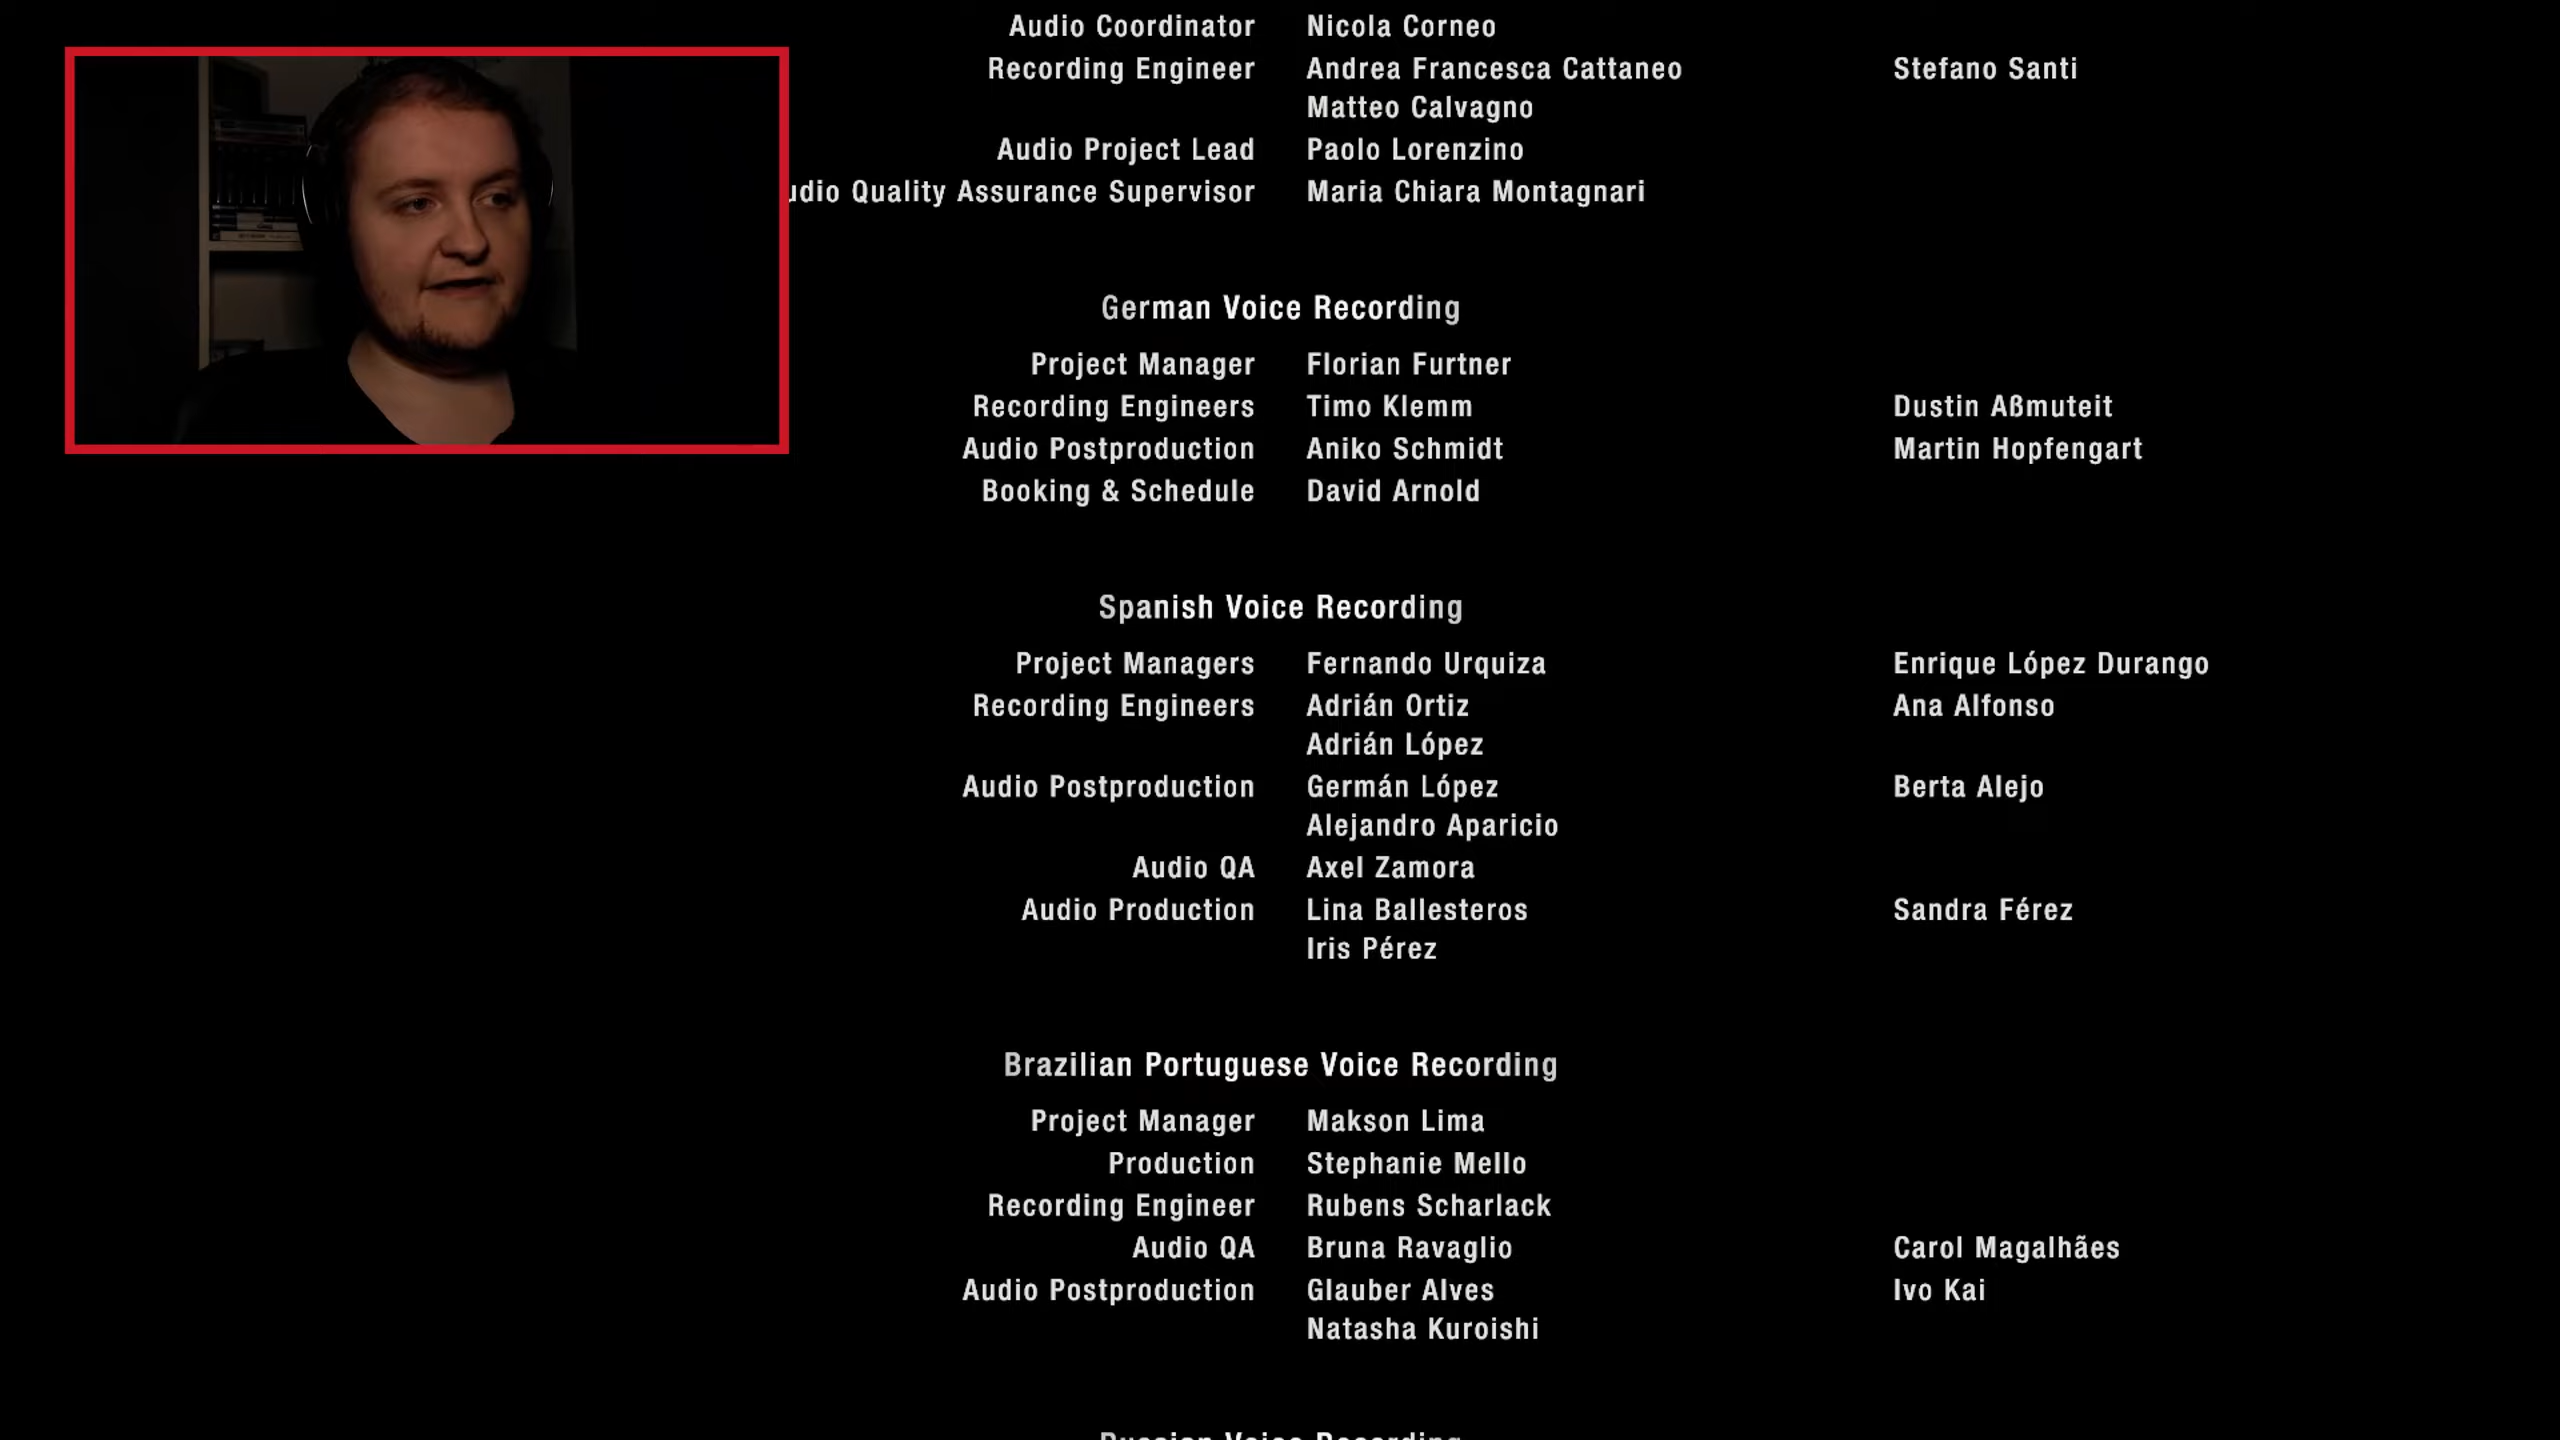 Audio Coordinator Nicola Corneo
Recording Engineer Andrea Francesca Cattaneo Stefano Santi
Matteo Calvagno
Audio Project Lead Paolo Lorenzino
udio Quality Assurance Supervisor Maria Chiara Montagnari
German Voice Recording
Project Manager Florian Furtner
Recording Engineers Timo Klemm Dustin Aßmuteit
Audio Postproduction Aniko Schmidt Martin Hopfengart
Booking & Schedule David Arnold
Spanish Voice Recording
Project Managers Fernando Urquiza Enrique López Durango
Recording Engineers Adrián Ortiz Ana Alfonso
Adrián López
Audio Postproduction Germán López Berta Alejo
Alejandro Aparicio
Audio QA Axel Zamora
Audio Production Lina Ballesteros Sandra Férez
Iris Pérez
Brazilian Portuguese Voice Recording
Project Manager Makson Lima
Production Stephanie Mello
Recording Engineer Rubens Scharlack
Audio QA Bruna Ravaglio Carol Magalhães
Audio Postproduction Glauber Alves Ivo Kai
Natasha Kuroishi
Russian Voice Recording